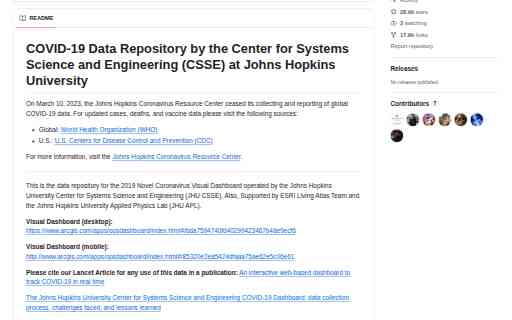 Activity
28.9k stars
2 watching
17.9k forks
Report repository
README
COVID-19 Data Repository by the Center for Systems
Science and Engineering (CSSE) at Johns Hopkins
University
On March 10, 2023, the Johns Hopkins Coronavirus Resource Center ceased its collecting and reporting of global
COVID-19 data. For updated cases, deaths, and vaccine data please visit the following sources:
Global: World Health Organization (WHO)
U.S.: U.S. Centers for Disease Control and Prevention (CDC)
For more information, visit the Johns Hopkins Coronavirus Resource Center.
This is the data repository for the 2019 Novel Coronavirus Visual Dashboard operated by the Johns Hopkins
University Center for Systems Science and Engineering (JHU CSSE). Also, Supported by ESRI Living Atlas Team and
the Johns Hopkins University Applied Physics Lab (JHU APL).
Visual Dashboard (desktop):
Visual Dashboard (mobile):
Please cite our Lancet Article for any use of this data in a publication: An interactive web-based dashboard to
track COVID-19 in real time
The Johns Hopkins University Center for Systems Science and Engineering COVID-19 Dashboard: data collection
process, challenges faced, and lessons learned
Releases
No releases published
Contributors 7